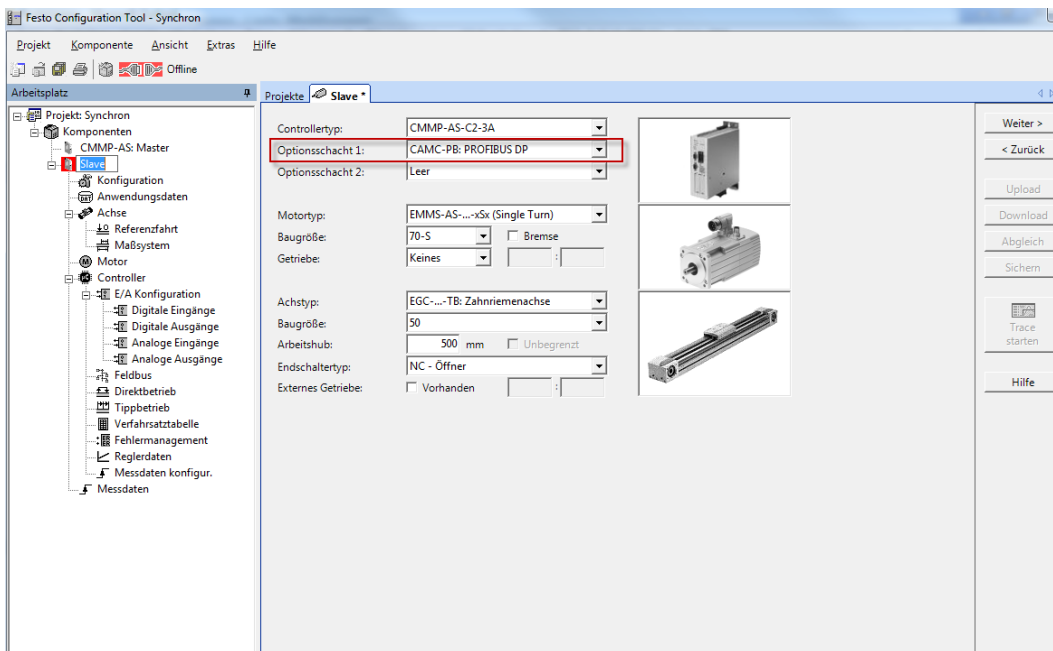 Festo Configuration Tool - Synchron
Projekt Komponente Ansicht Extras Hilfe
Offline
Arbeitsplatz
Projekt: Synchron
Komponenten
CMMP-AS: Master
Slave
Konfiguration
Anwendungsdaten
Achse
Referenzfahrt
Maßsystem
Motor
Controller
E/A Konfiguration
Digitale Eingänge
Digitale Ausgänge
Analoge Eingänge
Analoge Ausgänge
Feldbus
Direktbetrieb
Tippbetrieb
Verfahrsatztabelle
Fehlermanagement
Reglerdaten
Messdaten konfigur.
Messdaten
Projekte Slave *
Controllertyp: CMMP-AS-C2-3A
Optionsschacht 1: CAMC-PB: PROFIBUS DP
Optionsschacht 2: Leer
Motortyp: EMMS-AS-...-xSx (Single Turn)
Baugröße: 70-S Bremse
Getriebe: Keines :
Achstyp: EGC-...-TB: Zahnriemenachse
Baugröße: 50
Arbeitshub: 500 mm Unbegrenzt
Endschaltertyp: NC - Öffner
Externes Getriebe: Vorhanden :
Weiter >
< Zurück
Upload
Download
Abgleich
Sichern
Trace
starten
Hilfe